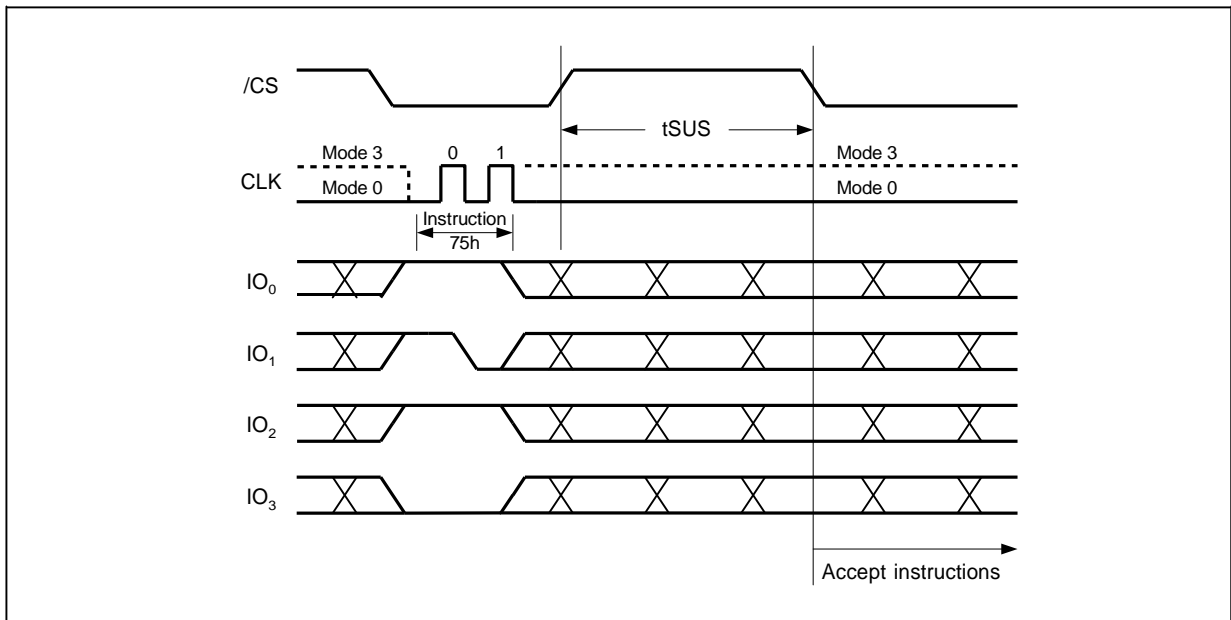 /CS
tSUS
Mode 3
0
1
Mode 3
CLK
Mode 0
Mode 0
Instruction
75h
IO₀
IO₁
IO₂
IO₃
Accept instructions